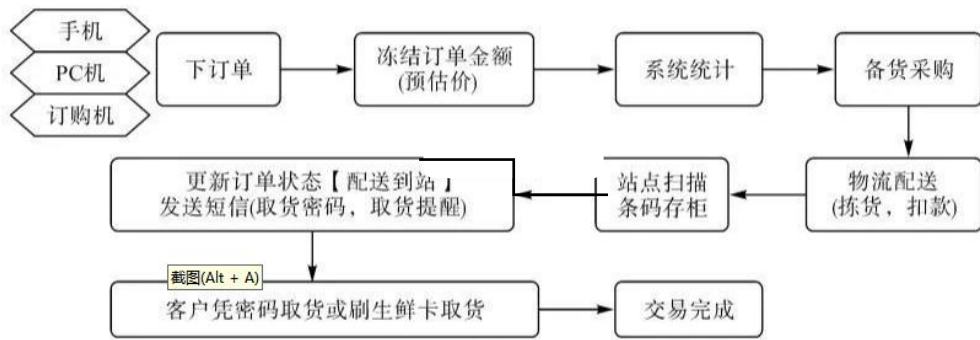 手机
PC机
订购机
下订单
冻结订单金额
(预估价)
系统统计
备货采购
物流配送
(拣货，扣款)
站点扫描
条码存柜
更新订单状态【配送到站】
发送短信(取货密码，取货提醒)
截图(Alt + A)
客户凭密码取货或刷生鲜卡取货
交易完成